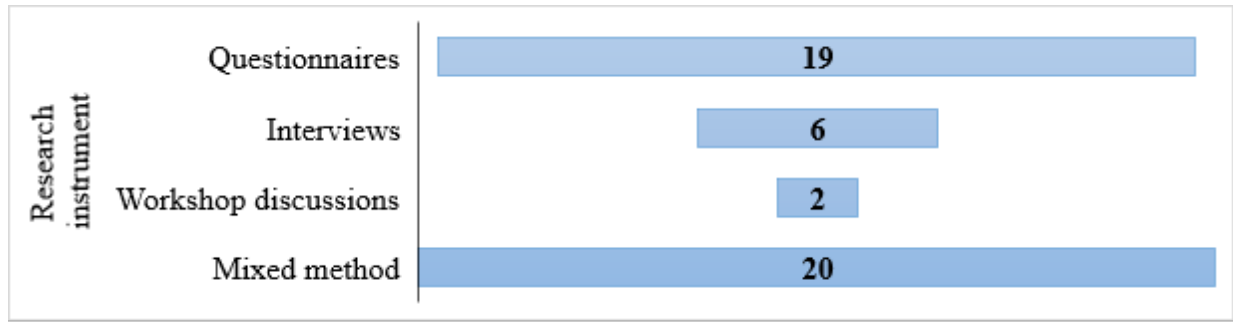 Research
instrument
Questionnaires
19
Interviews
6
Workshop discussions
2
Mixed method
20